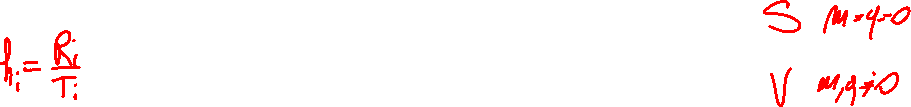 S m=q=0
h_i = R_i / T_i
V m,q≠0